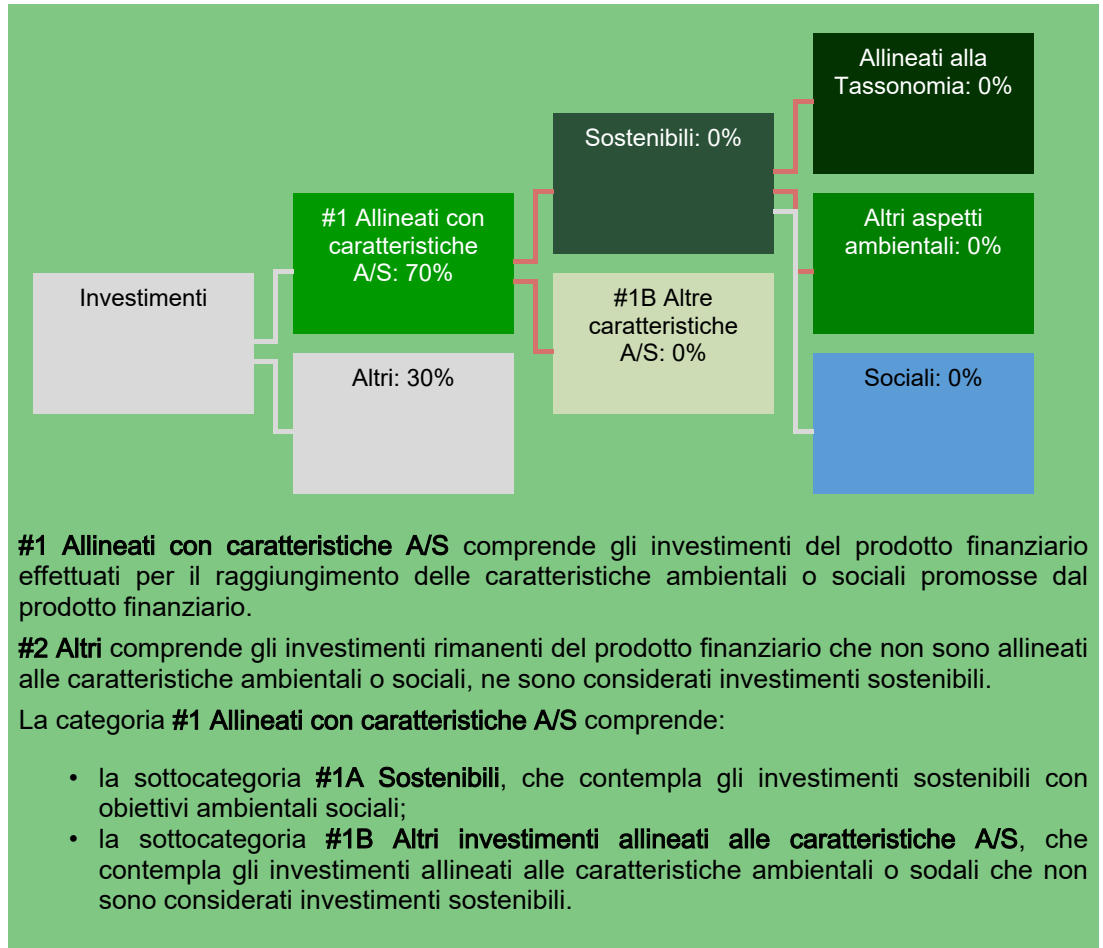 Allineati alla
Tassonomia: 0%
Sostenibili: 0%
#1 Allineati con
caratteristiche
A/S: 70%
Altri aspetti
ambientali: 0%
Investimenti
#1B Altre
caratteristiche
A/S: 0%
Altri: 30%
Sociali: 0%
#1 Allineati con caratteristiche A/S comprende gli investimenti del prodotto finanziario
effettuati per il raggiungimento delle caratteristiche ambientali o sociali promosse dal
prodotto finanziario.
#2 Altri comprende gli investimenti rimanenti del prodotto finanziario che non sono allineati
alle caratteristiche ambientali o sociali, ne sono considerati investimenti sostenibili.
La categoria #1 Allineati con caratteristiche A/S comprende:
• la sottocategoria #1A Sostenibili, che contempla gli investimenti sostenibili con
obiettivi ambientali sociali;
• la sottocategoria #1B Altri investimenti allineati alle caratteristiche A/S, che
contempla gli investimenti allineati alle caratteristiche ambientali o sodali che non
sono considerati investimenti sostenibili.